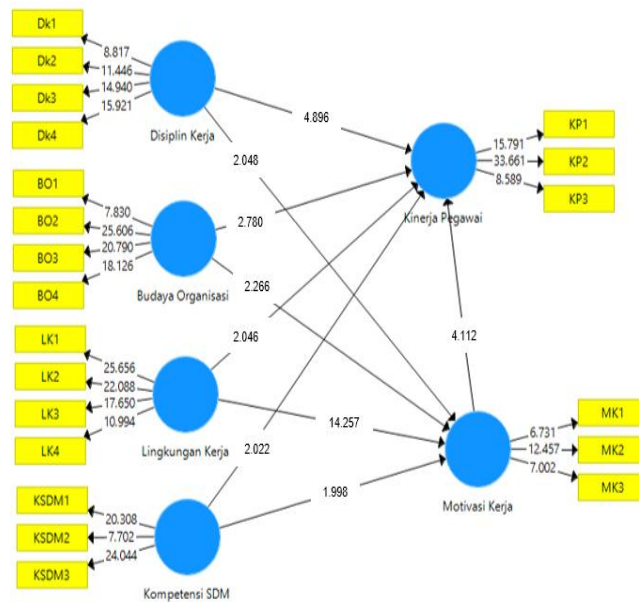 Dk1
Dk2
Dk3
Dk4
8.817
11.446
14.940
15.921
Disiplin Kerja
BO1
BO2
BO3
BO4
7.830
25.606
20.790
18.126
Budaya Organisasi
LK1
LK2
LK3
LK4
25.656
22.088
17.650
10.994
Lingkungan Kerja
KSDM1
KSDM2
KSDM3
20.308
7.702
24.044
Kompetensi SDM
4.896
2.048
2.780
2.266
2.046
14.257
2.022
1.998
4.112
Kinerja Pegawai
15.791
33.661
8.589
KP1
KP2
KP3
Motivasi Kerja
6.731
12.457
7.002
MK1
MK2
MK3